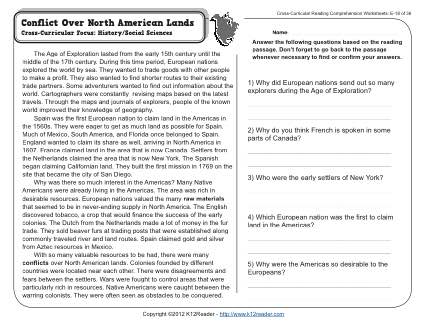 Cross-Curricular Reading Comprehension Worksheets: E-18 of 36
Conflict Over North American Lands
Cross-Curricular Focus: History/Social Sciences
Name
The Age of Exploration lasted from the early 15th century until the
middle of the 17th century. During this time period, European nations
explored the world by sea. They wanted to trade goods with other people
to make a profit. They also wanted to find shorter routes to their existing
trade partners. Some adventurers wanted to find out information about the
world. Cartographers were constantly revising maps based on the latest
travels. Through the maps and journals of explorers, people of the known
world improved their knowledge of geography.
Spain was the first European nation to claim land in the Americas in
the 1560s. They were eager to get as much land as possible for Spain.
Much of Mexico, South America, and Florida once belonged to Spain.
England wanted to claim its share as well, arriving in North America in
1607. France claimed land in the area that is now Canada. Settlers from
the Netherlands claimed the area that is now New York. The Spanish
began claiming Californian land. They built the first mission in 1769 on the
site that became the city of San Diego.
Why was there so much interest in the Americas? Many Native
Americans were already living in the Americas. The area was rich in
desirable resources. European nations valued the many raw materials
that seemed to be in never-ending supply in North America. The English
discovered tobacco, a crop that would finance the success of the early
colonies. The Dutch from the Netherlands made a lot of money in the fur
trade. They sold beaver furs at trading posts that were established along
commonly traveled river and land routes. Spain claimed gold and silver
from Aztec resources in Mexico.
With so many valuable resources to be had, there were many
conflicts over North American lands. Colonies founded by different
countries were located near each other. There were disagreements and
fears between the settlers. Wars were fought to control areas that were
particularly rich in resources. Native Americans were caught between the
warring colonists. They were often seen as obstacles to be conquered.
Answer the following questions based on the reading
passage. Don't forget to go back to the passage
whenever necessary to find or confirm your answers.
1) Why did European nations send out so many
explorers during the Age of Exploration?
2) Why do you think French is spoken in some
parts of Canada?
3) Who were the early settlers of New York?
4) Which European nation was the first to claim
land in the Americas?
5) Why were the Americas so desirable to the
Europeans?
Copyright ©2012 K12Reader - http://www.k12reader.com